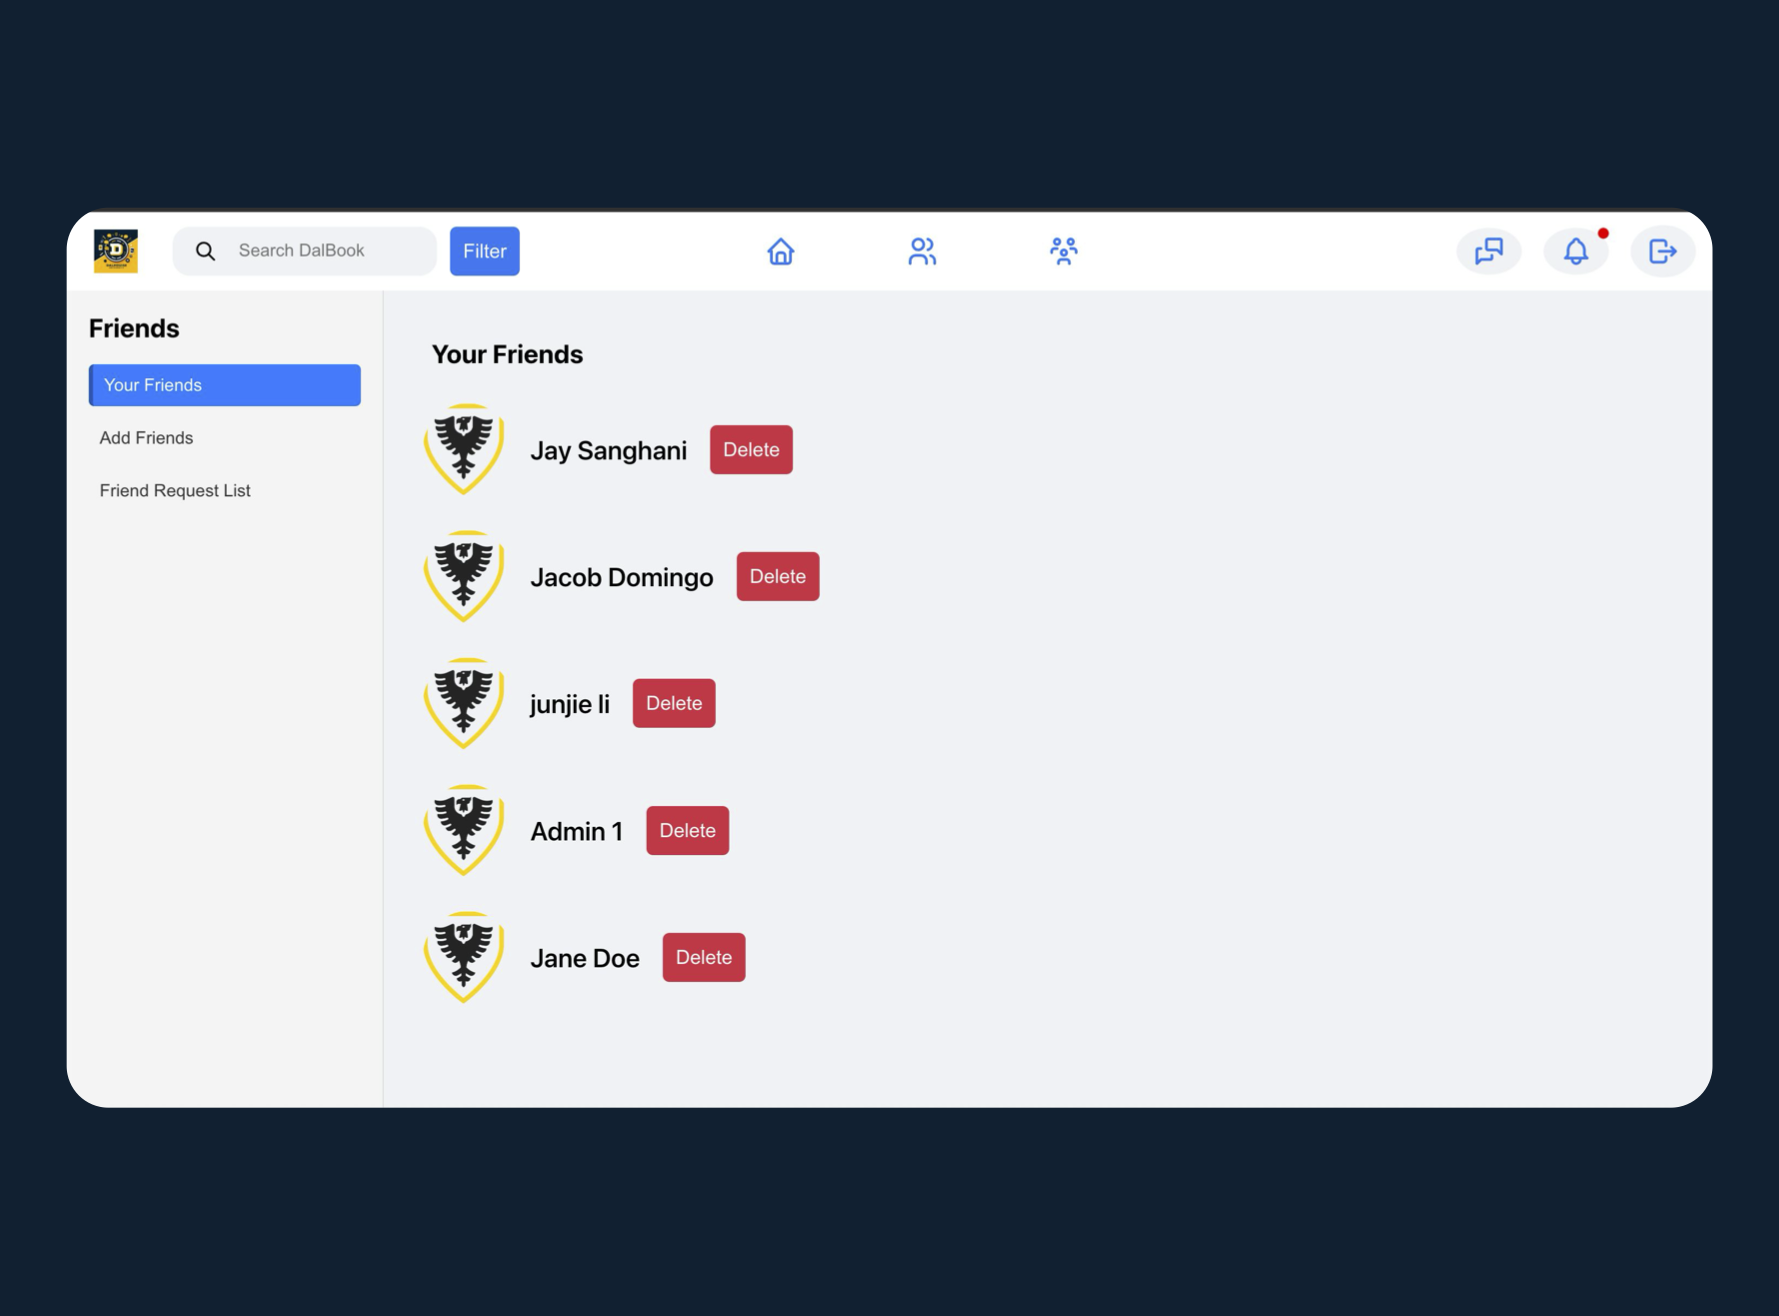 D
Search DalBook
Filter
Friends
Your Friends
Add Friends
Friend Request List
Your Friends
Jay Sanghani
Delete
Jacob Domingo
Delete
junjie li
Delete
Admin 1
Delete
Jane Doe
Delete